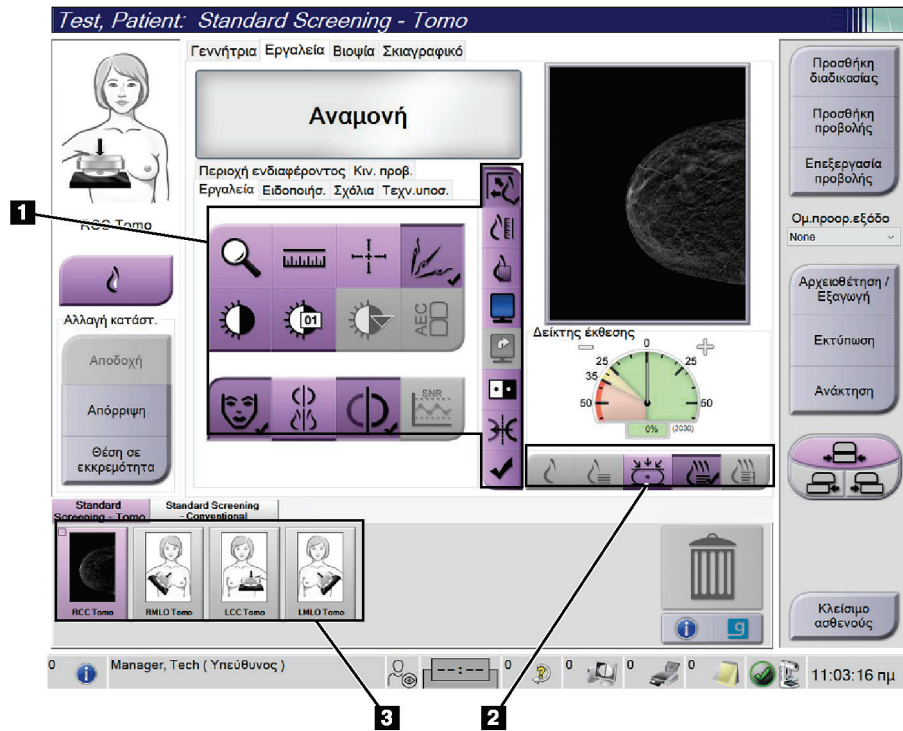 Test, Patient: Standard Screening - Tomo
Γεννήτρια Εργαλεία Βιοψία Σκιαγραφικό
Αναμονή
Περιοχή ενδιαφέροντος Κιν. προβ.
Εργαλεία Ειδοποιήσ. Σχόλια Τεχν.υποσ.
1
RCC Tomo
01
AEC
SNR
Αλλαγή κατάστ.
Αποδοχή
Απόρριψη
Θέση σε
εκκρεμότητα
Δείκτης έκθεσης
0
25
25
35
50
50
0%
(2030)
Προσθήκη
διαδικασίας
Προσθήκη
προβολής
Επεξεργασία
προβολής
Ομ.προορ.εξόδο
None
Αρχειοθέτηση /
Εξαγωγή
Εκτύπωση
Ανάκτηση
Κλείσιμο
ασθενούς
Standard
Screening - Tomo
Standard Screening
- Conventional
RCC Tomo
RMLO Tomo
LCC Tomo
LMLO Tomo
0
Manager, Tech ( Υπεύθυνος )
--:--
0
0
0
0
11:03:16 πμ
3
2